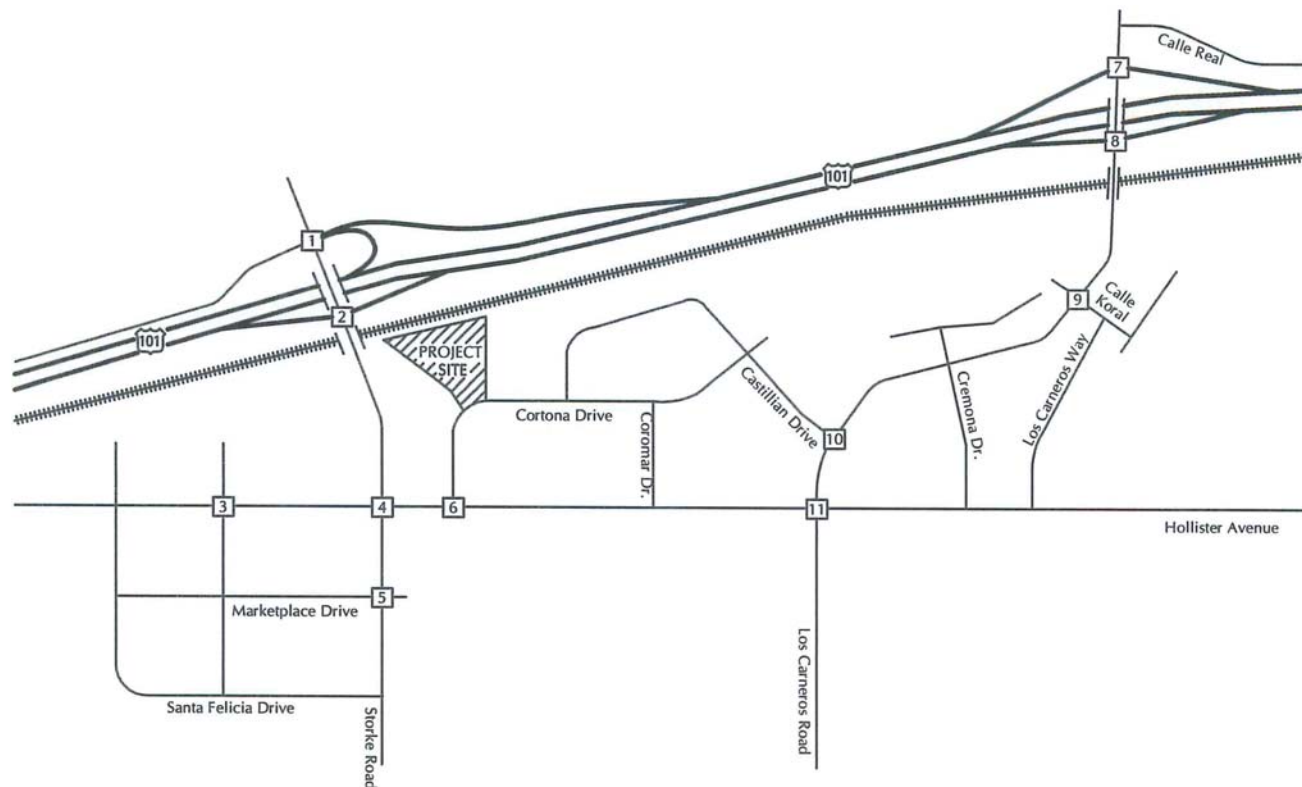 Calle Real
7
101
8
1
2
101
9
Calle
Koral
PROJECT
SITE
Cortona Drive
Coromar Dr.
Castillian Drive
10
Cremona Dr.
Los Carneros Way
3
4
6
11
Hollister Avenue
5
Marketplace Drive
Santa Felicia Drive
Storke Road
Los Carneros Road